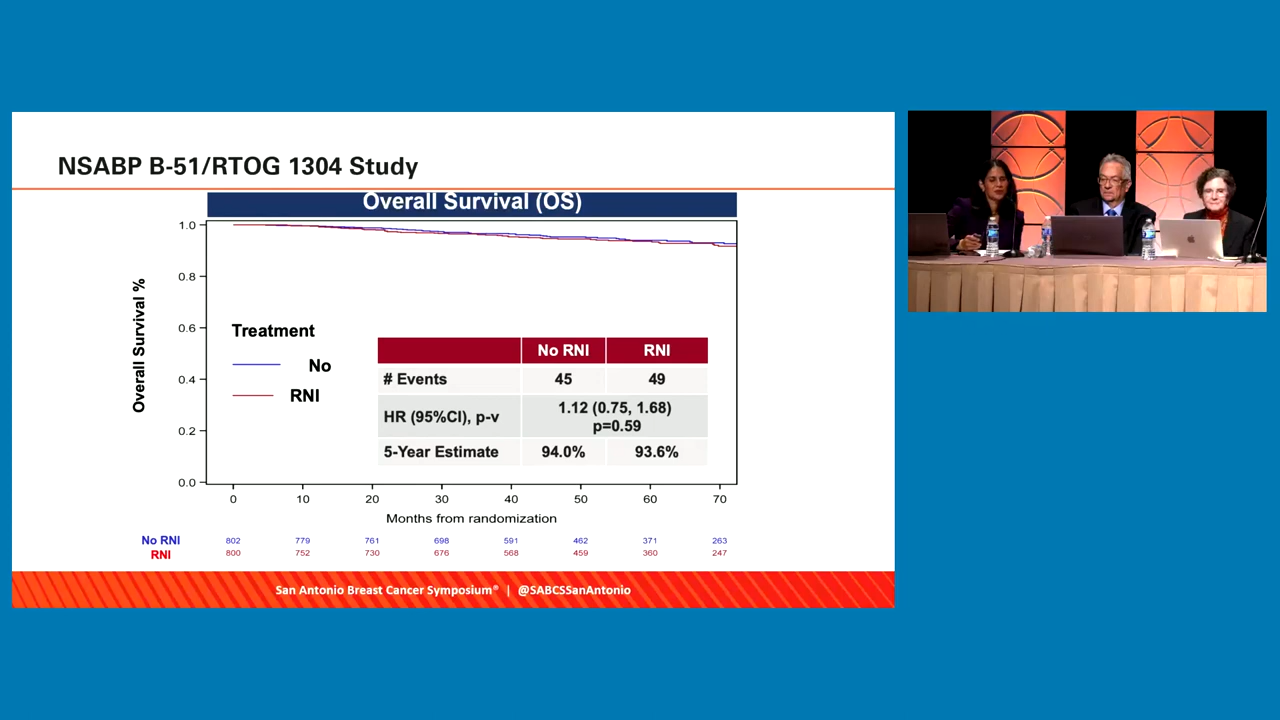 NSABP B-51/RTOG 1304 Study
Overall Survival (OS)
1.0
0.8
0.6
0.4
0.2
0.0
Overall Survival %
Treatment
No
RNI
No RNI RNI
# Events 45 49
HR (95%CI), p-v 1.12 (0.75, 1.68)
p=0.59
5-Year Estimate 94.0% 93.6%
0 10 20 30 40 50 60 70
Months from randomization
No RNI 802 779 761 698 591 462 371 263
RNI 800 752 730 676 568 459 360 247
San Antonio Breast Cancer Symposium® | @SABCSSanAntonio